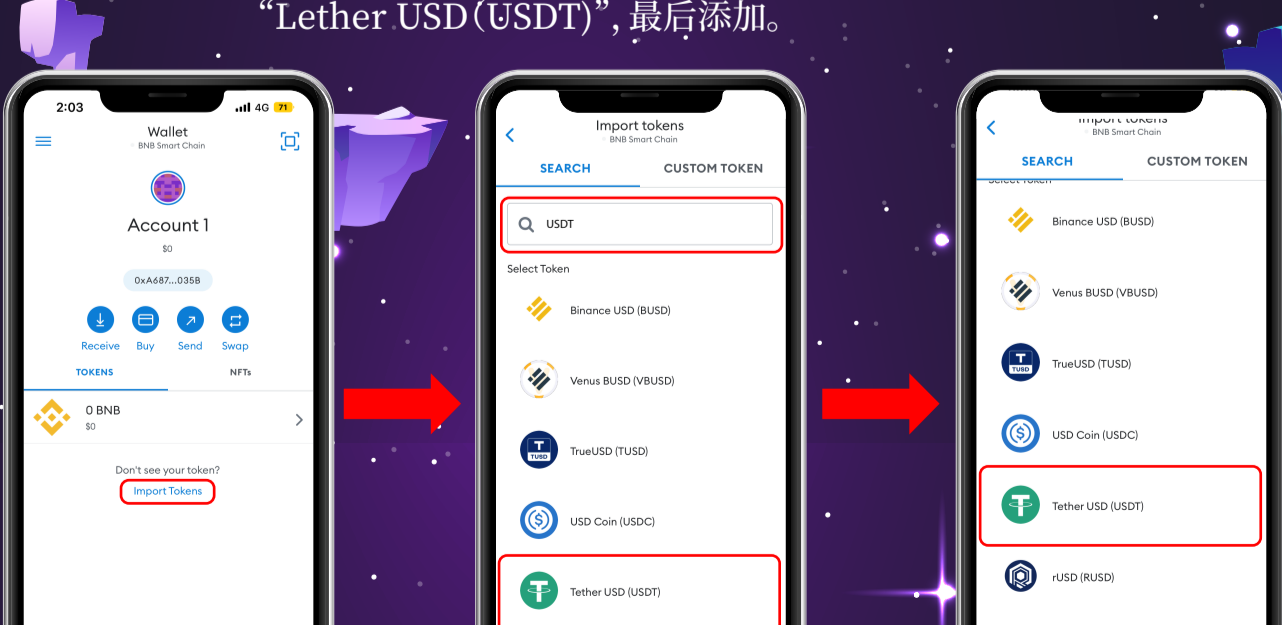 “Lether USD(USDT)”, 最后添加。
2:03
4G 71
Wallet
BNB Smart Chain
Account 1
$0
0xA687...035B
Receive Buy Send Swap
TOKENS NFTs
0 BNB
$0
Don't see your token?
Import Tokens
Import tokens
BNB Smart Chain
SEARCH CUSTOM TOKEN
USDT
Select Token
Binance USD (BUSD)
Venus BUSD (VBUSD)
T
TUSD
TrueUSD (TUSD)
USD Coin (USDC)
Tether USD (USDT)
Import tokens
BNB Smart Chain
SEARCH CUSTOM TOKEN
Select Token
Binance USD (BUSD)
Venus BUSD (VBUSD)
T
TUSD
TrueUSD (TUSD)
USD Coin (USDC)
Tether USD (USDT)
rUSD (RUSD)